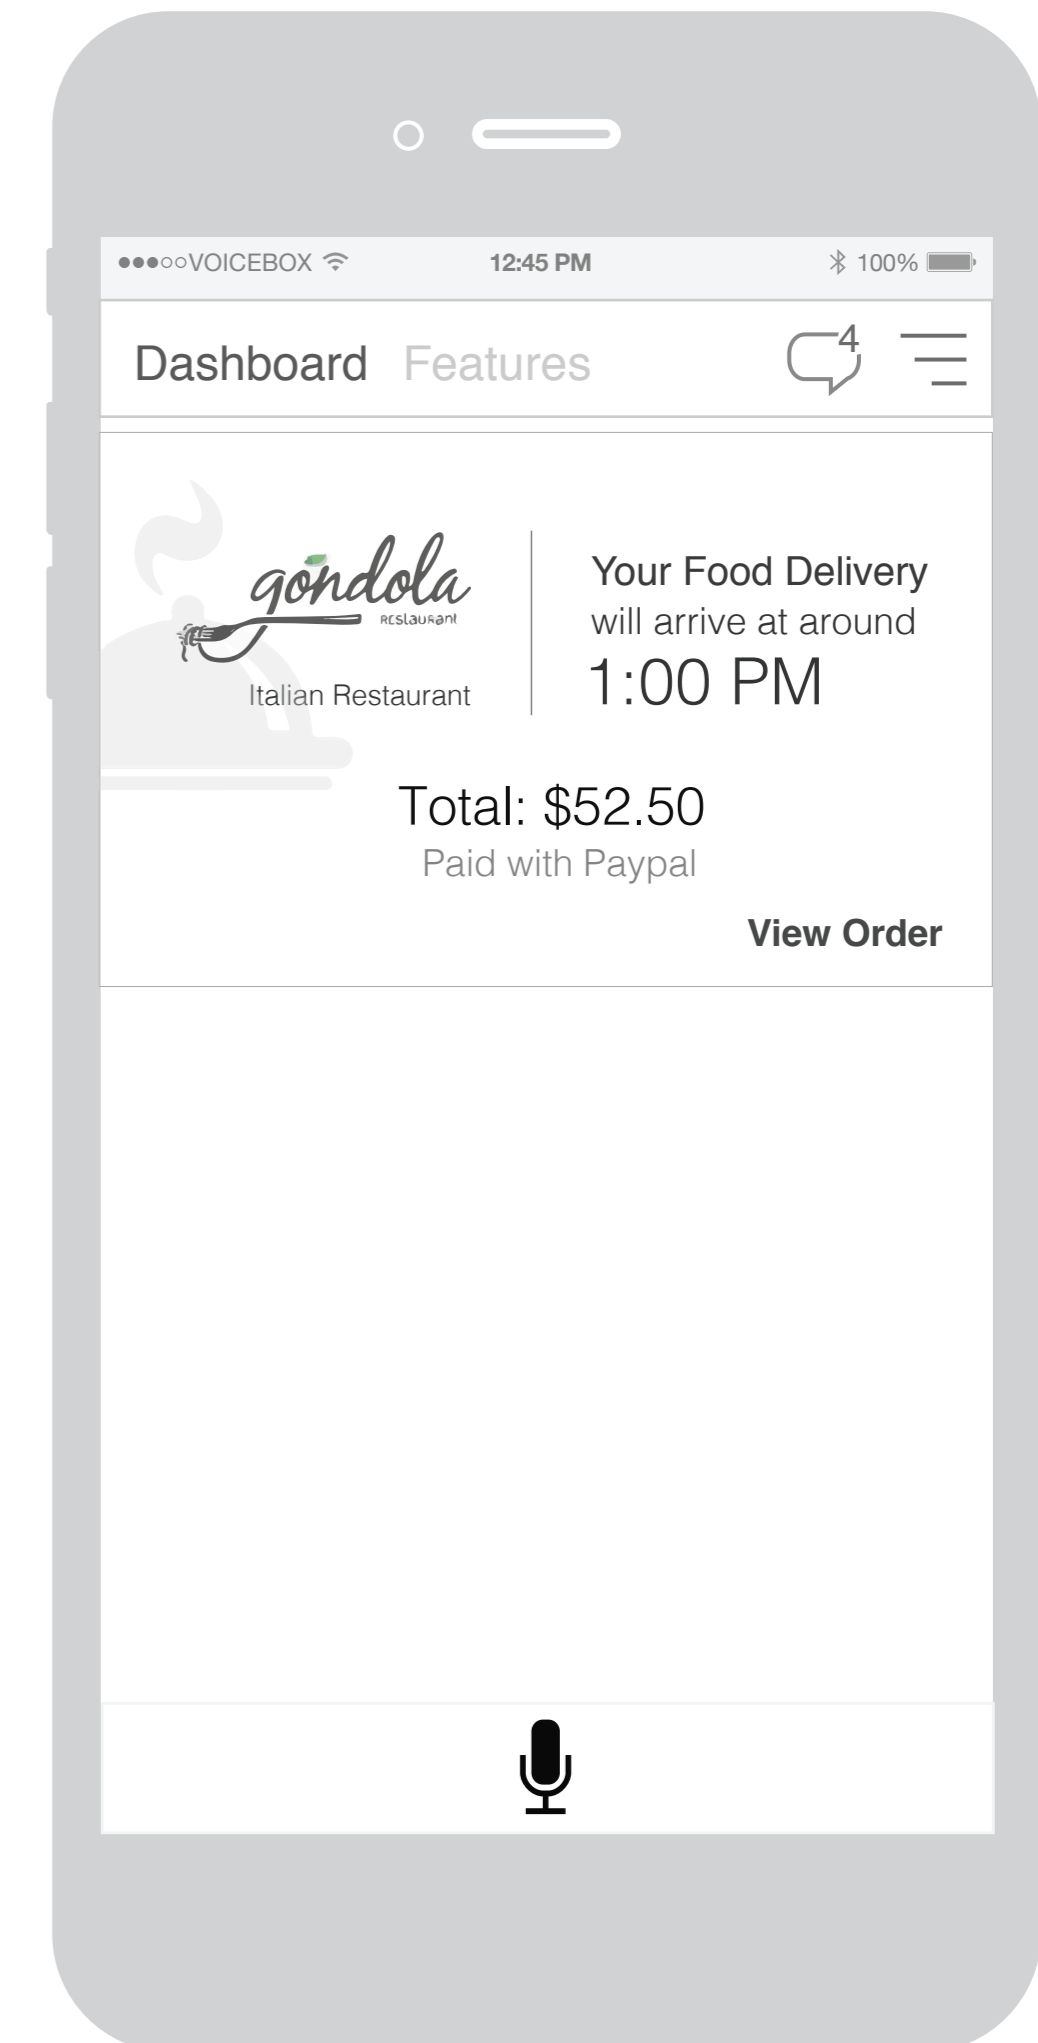 VOICEBOX 12:45 PM 100%
Dashboard Features 4
gondola
RESTAURANT
Italian Restaurant
Your Food Delivery
will arrive at around
1:00 PM
Total: $52.50
Paid with Paypal
View Order